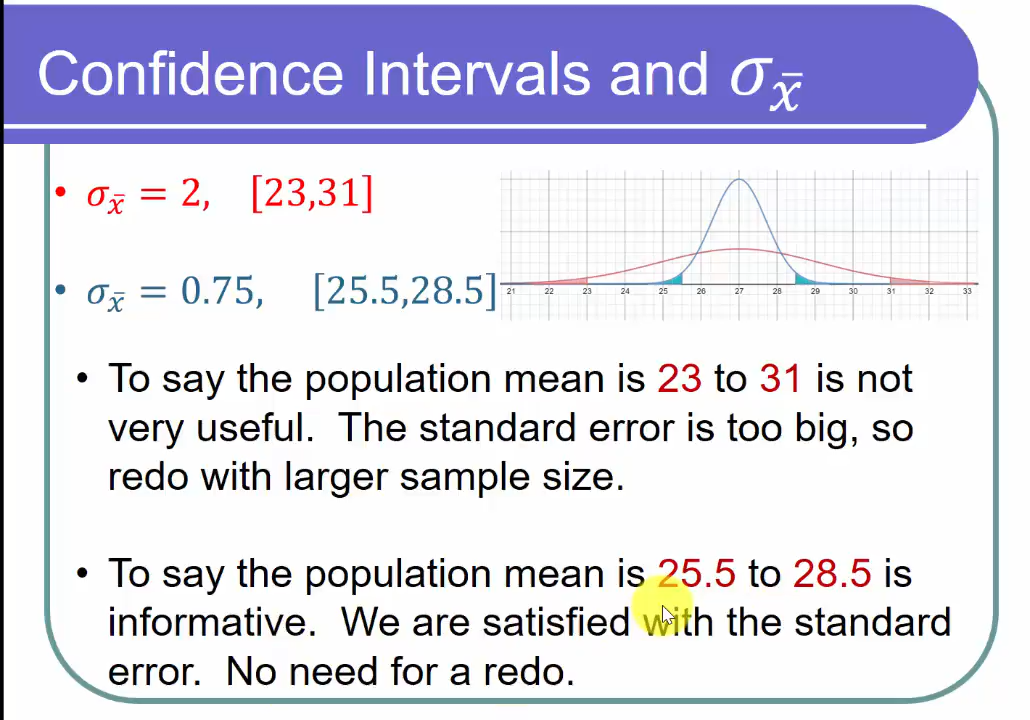 Confidence Intervals and σx̄
• σx̄ = 2, [23,31]
• σx̄ = 0.75, [25.5,28.5]
21 22 23 24 25 26 27 28 29 30 31 32 33
• To say the population mean is 23 to 31 is not
very useful. The standard error is too big, so
redo with larger sample size.
• To say the population mean is 25.5 to 28.5 is
informative. We are satisfied with the standard
error. No need for a redo.